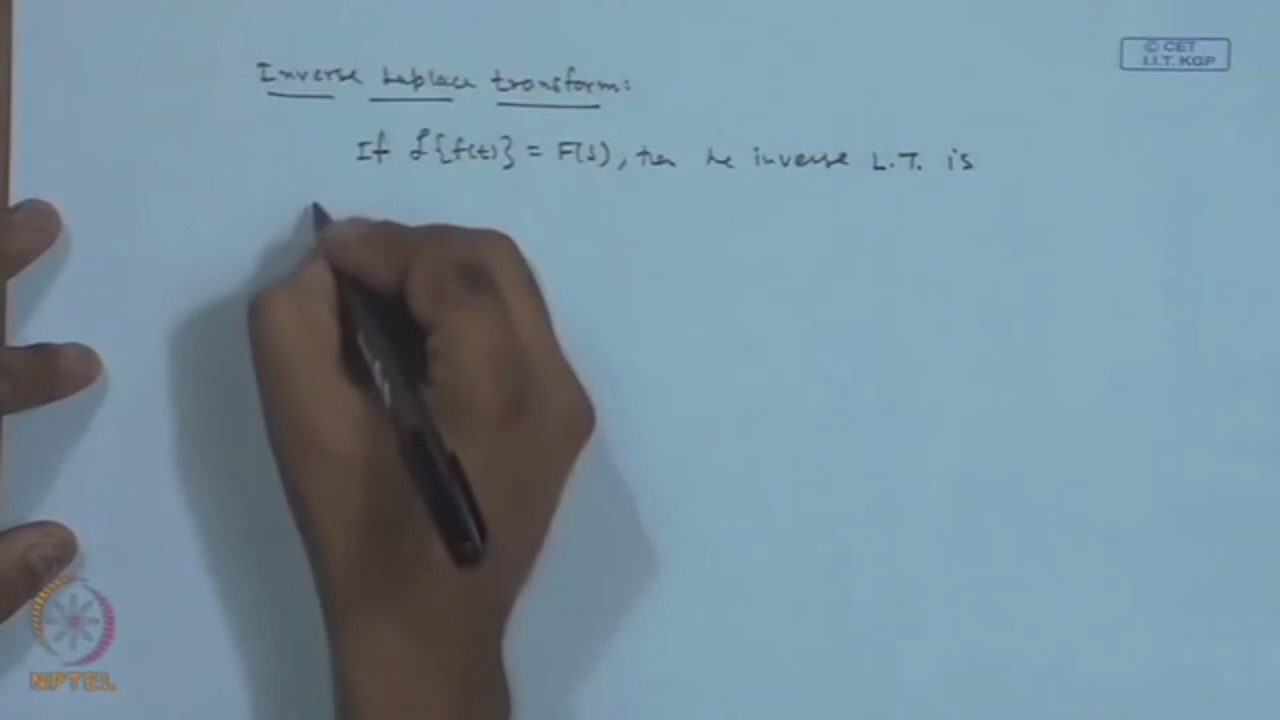 © CET
I.I.T. KGP
Inverse Laplace transform:
If ℒ{f(t)} = F(s), then the inverse L.T. is
NPTEL